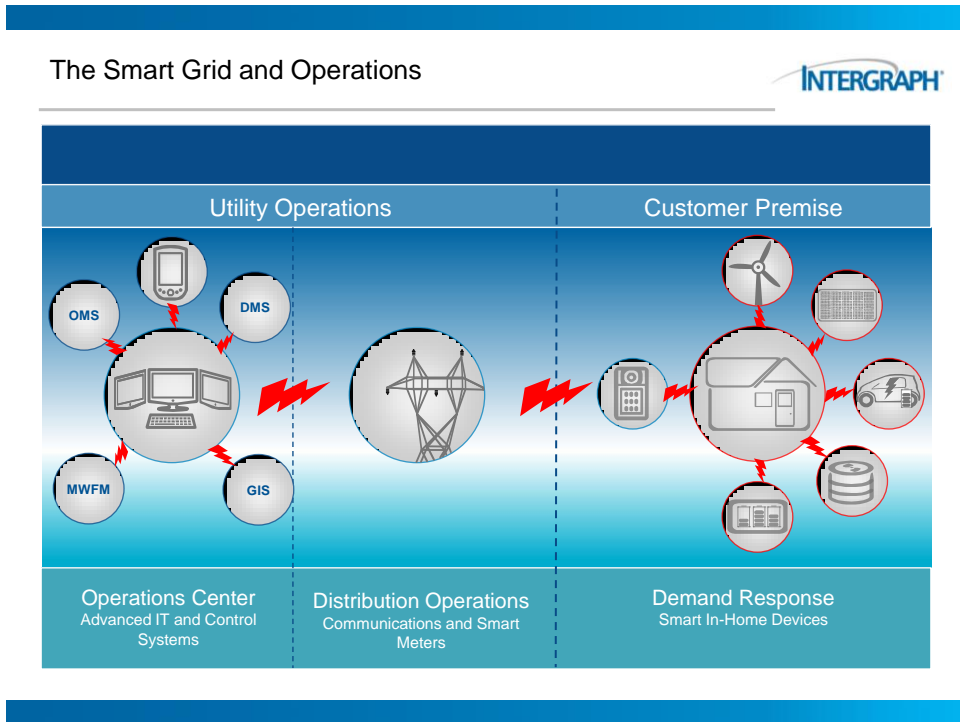 The Smart Grid and Operations
INTERGRAPH®
Utility Operations
Customer Premise
OMS
DMS
MWFM
GIS
Operations Center
Advanced IT and Control
Systems
Distribution Operations
Communications and Smart
Meters
Demand Response
Smart In-Home Devices